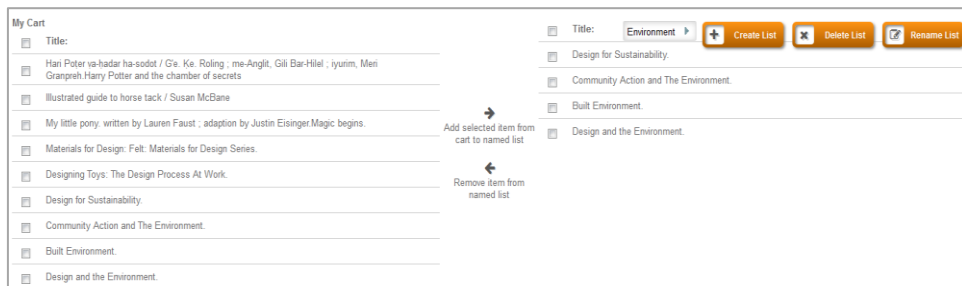 My Cart
Title:
Hari Poter ya-hadar ha-sodot / G'e. Ke. Roling ; me-Anglit, Gili Bar-Hilel ; iyurim, Meri
Granpreh.Harry Potter and the chamber of secrets
Illustrated guide to horse tack / Susan McBane
My little pony. written by Lauren Faust ; adaption by Justin Eisinger.Magic begins.
Materials for Design: Felt: Materials for Design Series.
Designing Toys: The Design Process At Work.
Design for Sustainability.
Community Action and The Environment.
Built Environment.
Design and the Environment.
Add selected item from
cart to named list
Remove item from
named list
Title: Environment Create List Delete List Rename List
Design for Sustainability.
Community Action and The Environment.
Built Environment.
Design and the Environment.